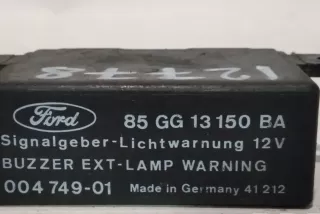 12778
Ford 85 GG 13 150 BA
Signalgeber-Lichtwarnung 12V
BUZZER EXT-LAMP WARNING
004 749-01 Made in Germany 41 212